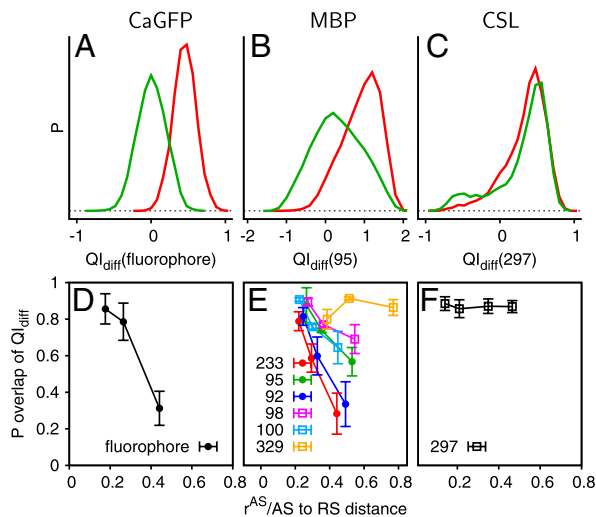 CaGFP MBP CSL
A B C
P
-1 0 1 -2 -1 0 1 2 -1 0 1
QIdiff(fluorophore) QIdiff(95) QIdiff(297)
D E F
P overlap of QIdiff
1
0.8
0.6
0.4
0.2
0
fluorophore
233
95
92
98
100
329
297
0 0.2 0.4 0.6 0.8 0 0.2 0.4 0.6 0.8 0 0.2 0.4 0.6 0.8
rAS/AS to RS distance